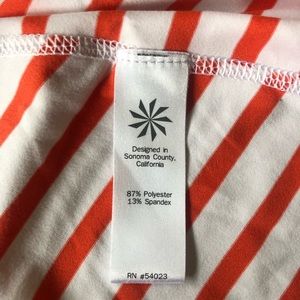 Designed in
Sonoma County,
California
87% Polyester
13% Spandex
RN #54023